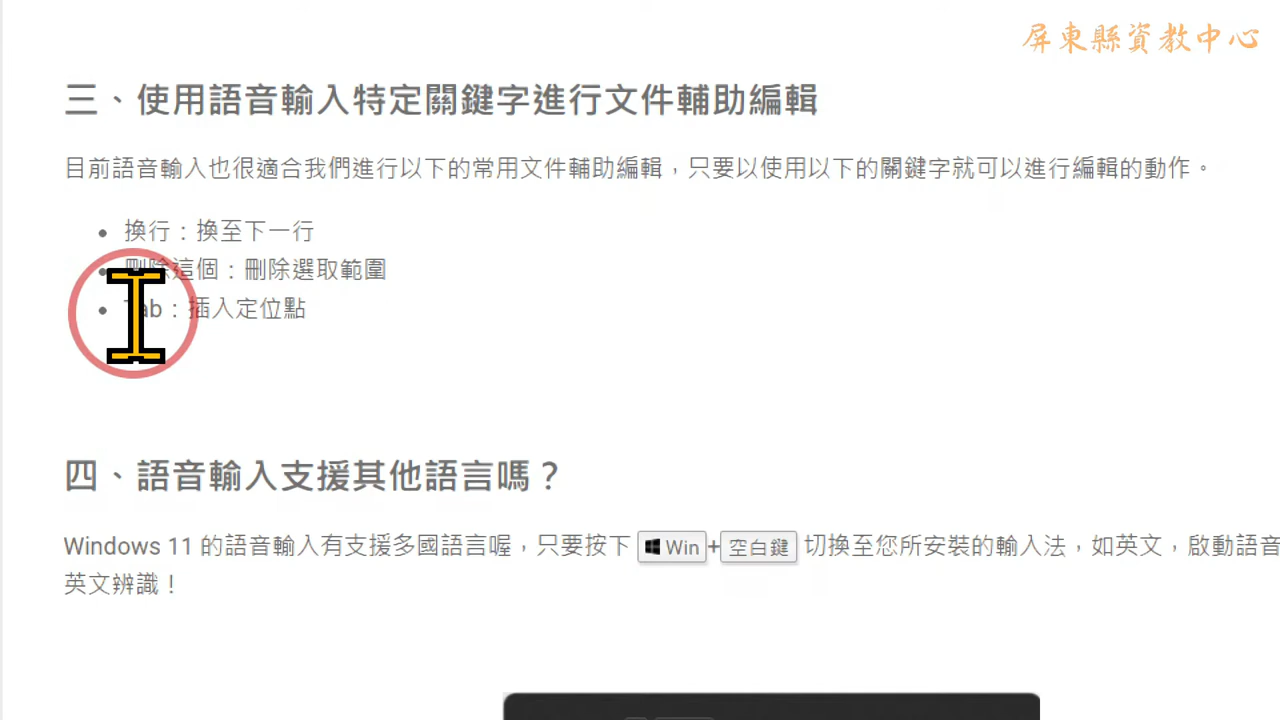 屏東縣資教中心
三、使用語音輸入特定關鍵字進行文件輔助編輯
目前語音輸入也很適合我們進行以下的常用文件輔助編輯，只要以使用以下的關鍵字就可以進行編輯的動作。
換行：換至下一行
刪除這個：刪除選取範圍
Tab：插入定位點
四、語音輸入支援其他語言嗎？
Windows 11 的語音輸入有支援多國語言喔，只要按下 Win+空白鍵 切換至您所安裝的輸入法，如英文，啟動語音
英文辨識！